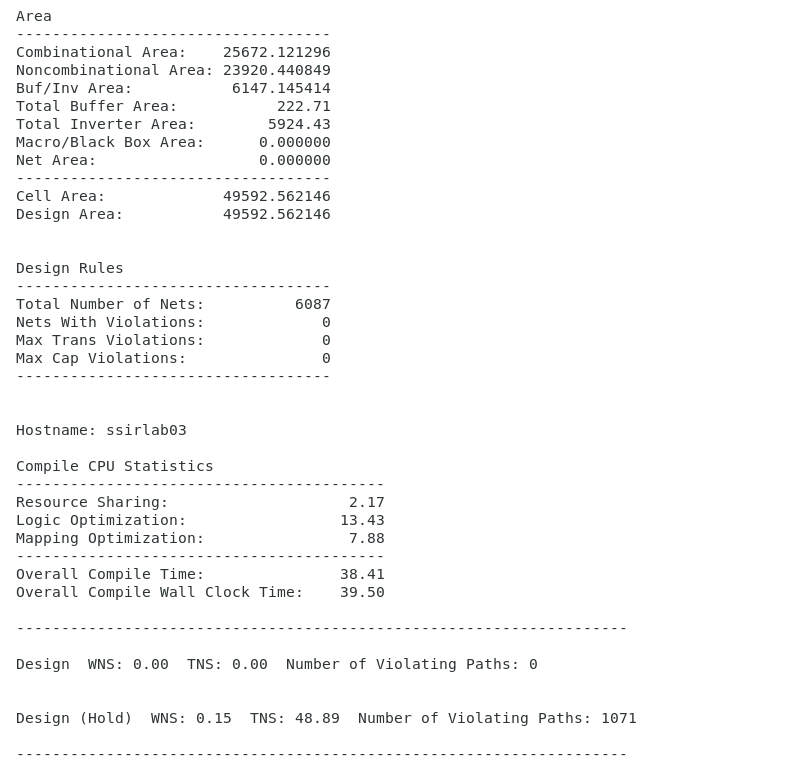 Area
-----------------------------------
Combinational Area:    25672.121296
Noncombinational Area: 23920.440849
Buf/Inv Area:           6147.145414
Total Buffer Area:           222.71
Total Inverter Area:        5924.43
Macro/Black Box Area:      0.000000
Net Area:                  0.000000
-----------------------------------
Cell Area:             49592.562146
Design Area:           49592.562146
Design Rules
-----------------------------------
Total Number of Nets:          6087
Nets With Violations:             0
Max Trans Violations:             0
Max Cap Violations:               0
-----------------------------------
Hostname: ssirlab03
Compile CPU Statistics
-----------------------------------------
Resource Sharing:                    2.17
Logic Optimization:                 13.43
Mapping Optimization:                7.88
-----------------------------------------
Overall Compile Time:               38.41
Overall Compile Wall Clock Time:    39.50
--------------------------------------------------------------------
Design  WNS: 0.00  TNS: 0.00  Number of Violating Paths: 0
Design (Hold)  WNS: 0.15  TNS: 48.89  Number of Violating Paths: 1071
--------------------------------------------------------------------